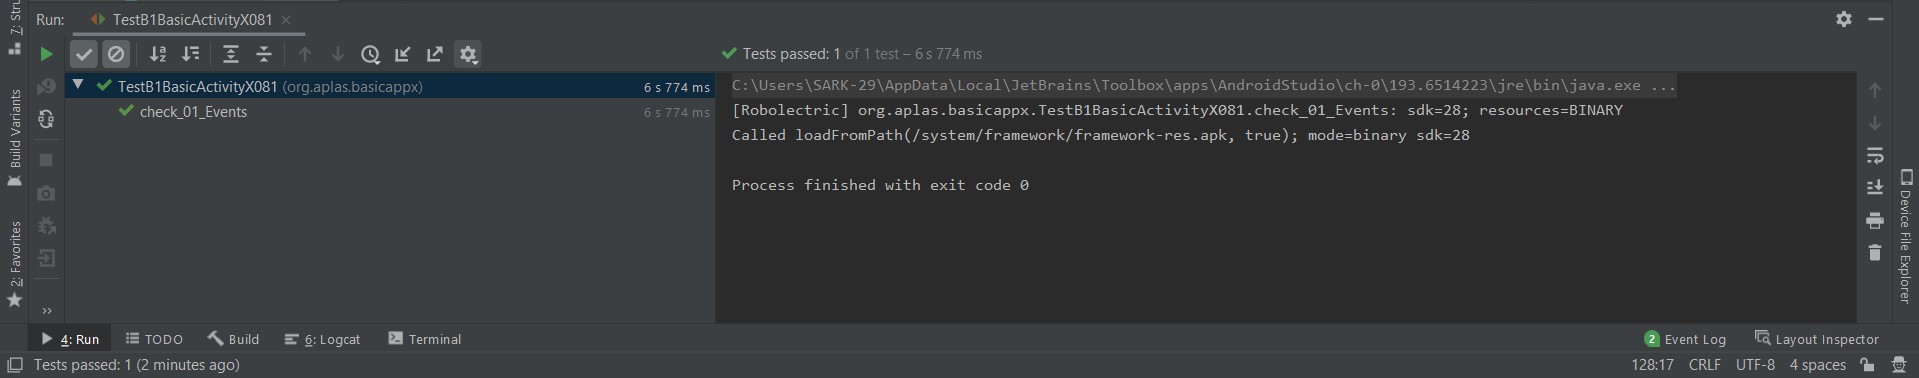 7: Stru
Run: TestB1BasicActivityX081
Tests passed: 1 of 1 test – 6 s 774 ms
TestB1BasicActivityX081 (org.aplas.basicappx) 6 s 774 ms
check_01_Events 6 s 774 ms
C:\Users\SARK-29\AppData\Local\JetBrains\Toolbox\apps\AndroidStudio\ch-0\193.6514223\jre\bin\java.exe ...
[Robolectric] org.aplas.basicappx.TestB1BasicActivityX081.check_01_Events: sdk=28; resources=BINARY
Called loadFromPath(/system/framework/framework-res.apk, true); mode=binary sdk=28
Process finished with exit code 0
Build Variants
2: Favorites
Device File Explorer
4: Run TODO Build 6: Logcat Terminal 2 Event Log Layout Inspector
Tests passed: 1 (2 minutes ago) 128:17 CRLF UTF-8 4 spaces